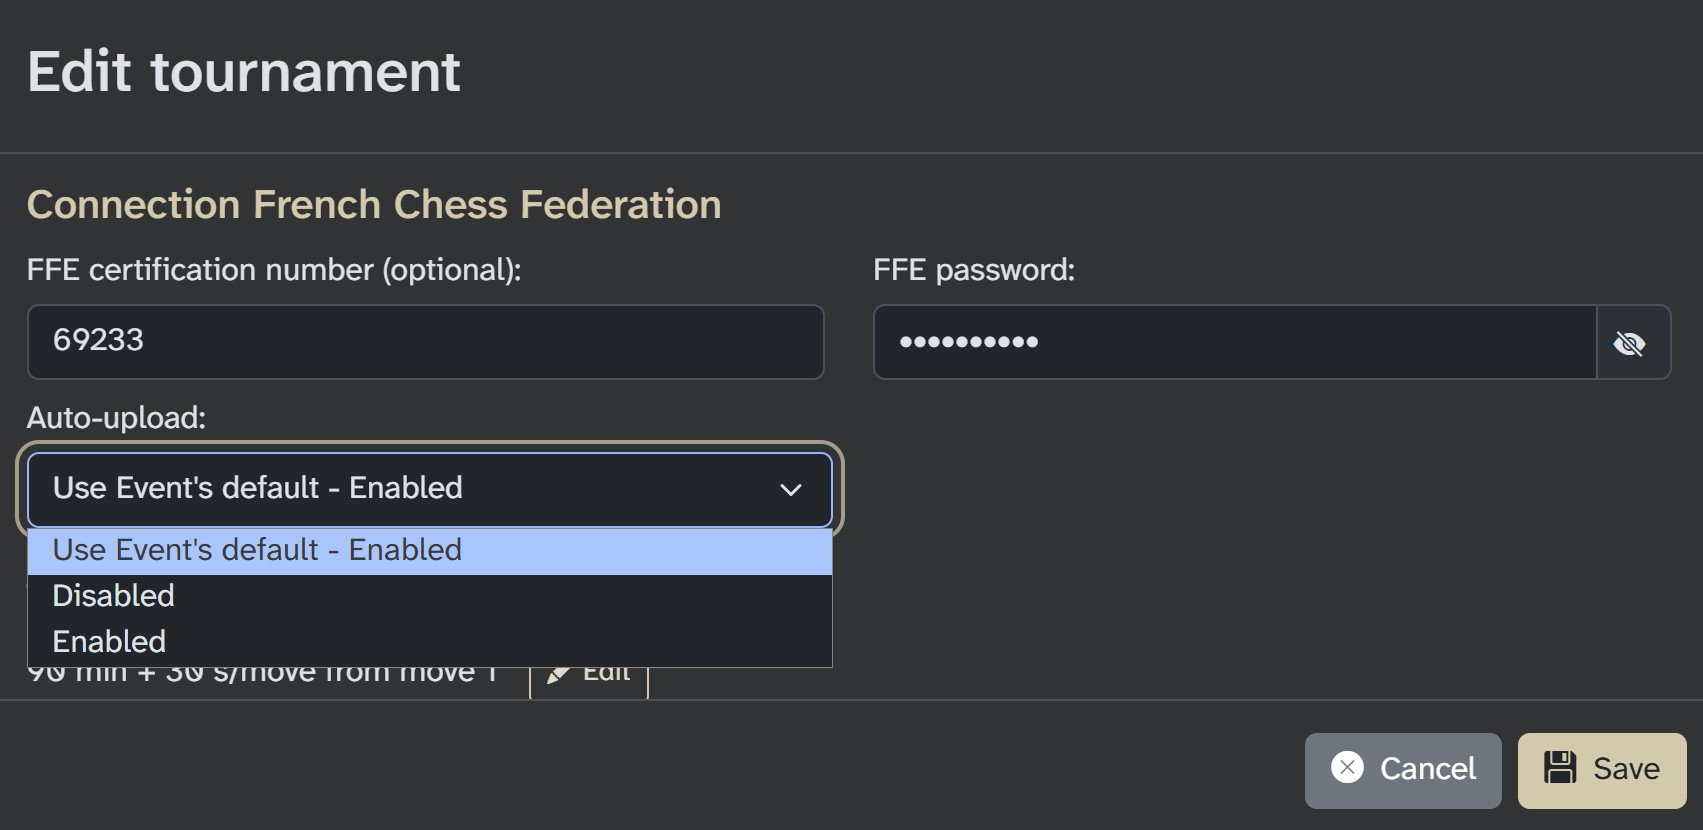 Edit tournament
Connection French Chess Federation
FFE certification number (optional):
FFE password:
69233
••••••••••
Auto-upload:
Use Event's default - Enabled
Use Event's default - Enabled
Disabled
Enabled
90 min + 30 s/move from move 1
Edit
Cancel
Save